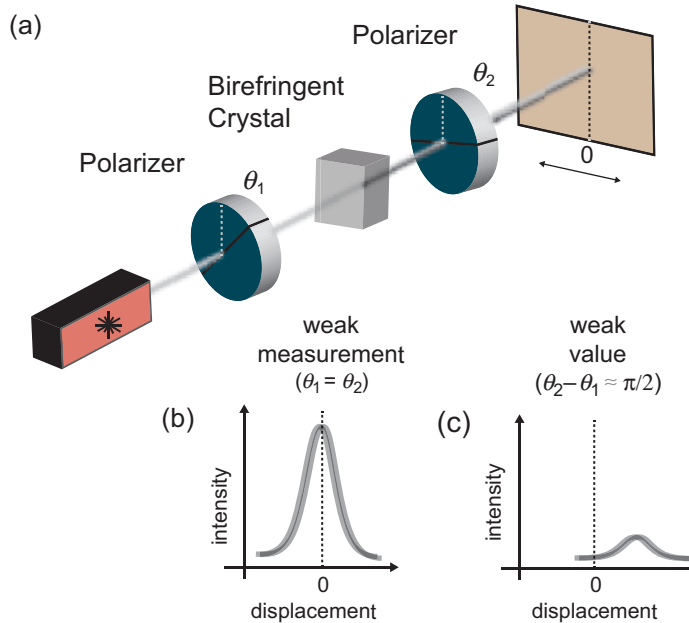 (a)
Polarizer
θ2
Birefringent
Crystal
Polarizer
θ1
0
weak
measurement
(θ1 = θ2)
weak
value
(θ2−θ1 ≈ π/2)
(b)
intensity
0
displacement
(c)
intensity
0
displacement